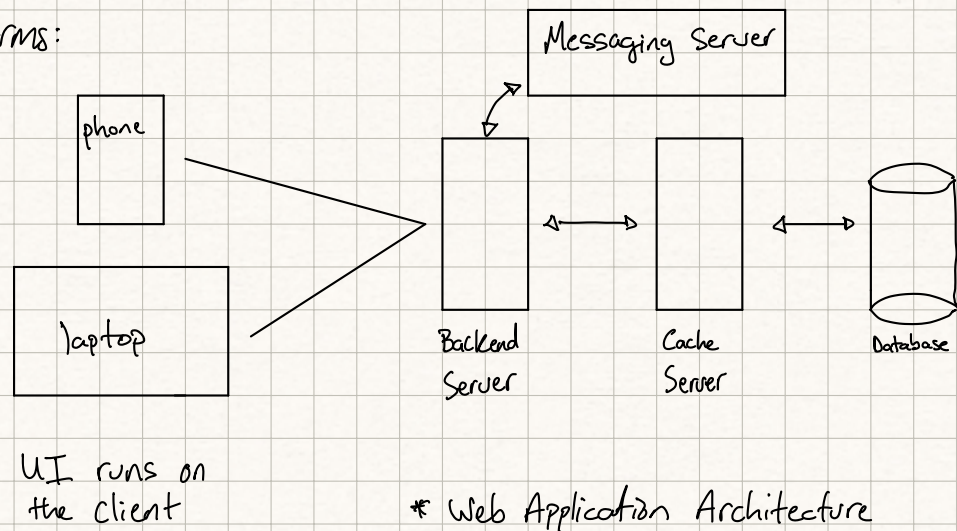 rms:
Messaging Server
phone
laptop
Backend
Server
Cache
Server
Database
UI runs on
the client
* Web Application Architecture